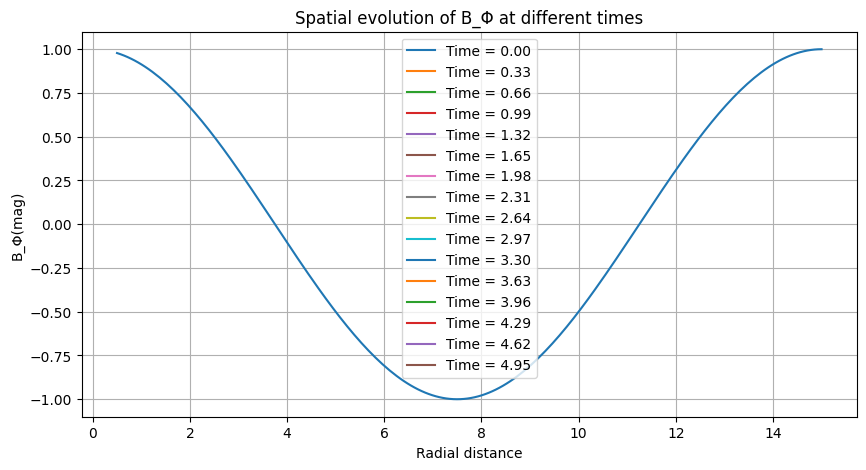 Spatial evolution of B_Φ at different times
B_Φ(mag)
1.00
0.75
0.50
0.25
0.00
−0.25
−0.50
−0.75
−1.00
Time = 0.00
Time = 0.33
Time = 0.66
Time = 0.99
Time = 1.32
Time = 1.65
Time = 1.98
Time = 2.31
Time = 2.64
Time = 2.97
Time = 3.30
Time = 3.63
Time = 3.96
Time = 4.29
Time = 4.62
Time = 4.95
0 2 4 6 8 10 12 14
Radial distance